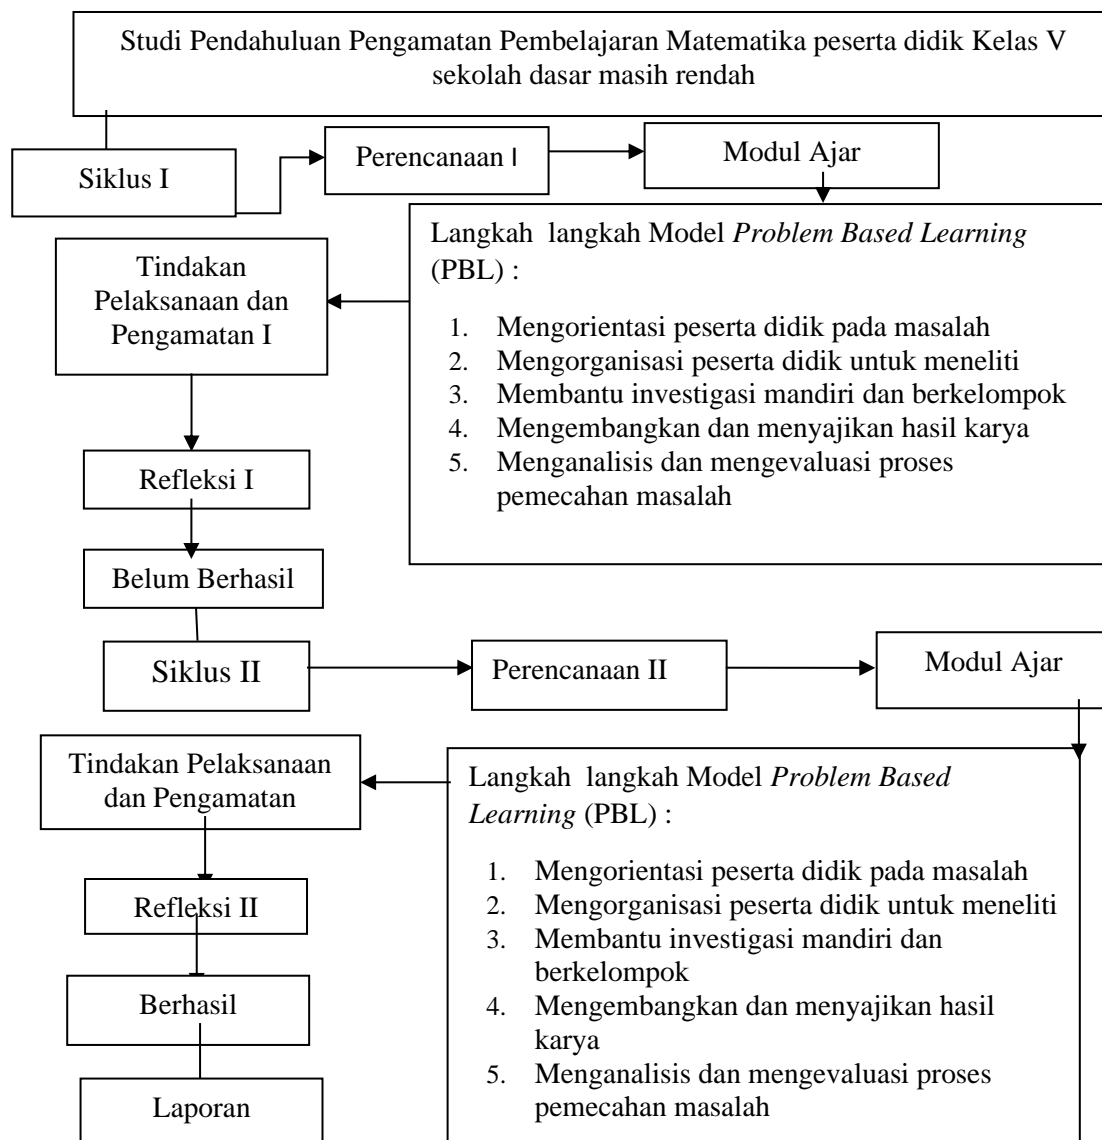 Studi Pendahuluan Pengamatan Pembelajaran Matematika peserta didik Kelas V
sekolah dasar masih rendah
Siklus I
Perencanaan I
Modul Ajar
Langkah langkah Model Problem Based Learning
(PBL) :
1. Mengorientasi peserta didik pada masalah
2. Mengorganisasi peserta didik untuk meneliti
3. Membantu investigasi mandiri dan berkelompok
4. Mengembangkan dan menyajikan hasil karya
5. Menganalisis dan mengevaluasi proses
pemecahan masalah
Tindakan
Pelaksanaan dan
Pengamatan I
Refleksi I
Belum Berhasil
Siklus II
Perencanaan II
Modul Ajar
Langkah langkah Model Problem Based
Learning (PBL) :
1. Mengorientasi peserta didik pada masalah
2. Mengorganisasi peserta didik untuk meneliti
3. Membantu investigasi mandiri dan
berkelompok
4. Mengembangkan dan menyajikan hasil
karya
5. Menganalisis dan mengevaluasi proses
pemecahan masalah
Tindakan Pelaksanaan
dan Pengamatan
Refleksi II
Berhasil
Laporan